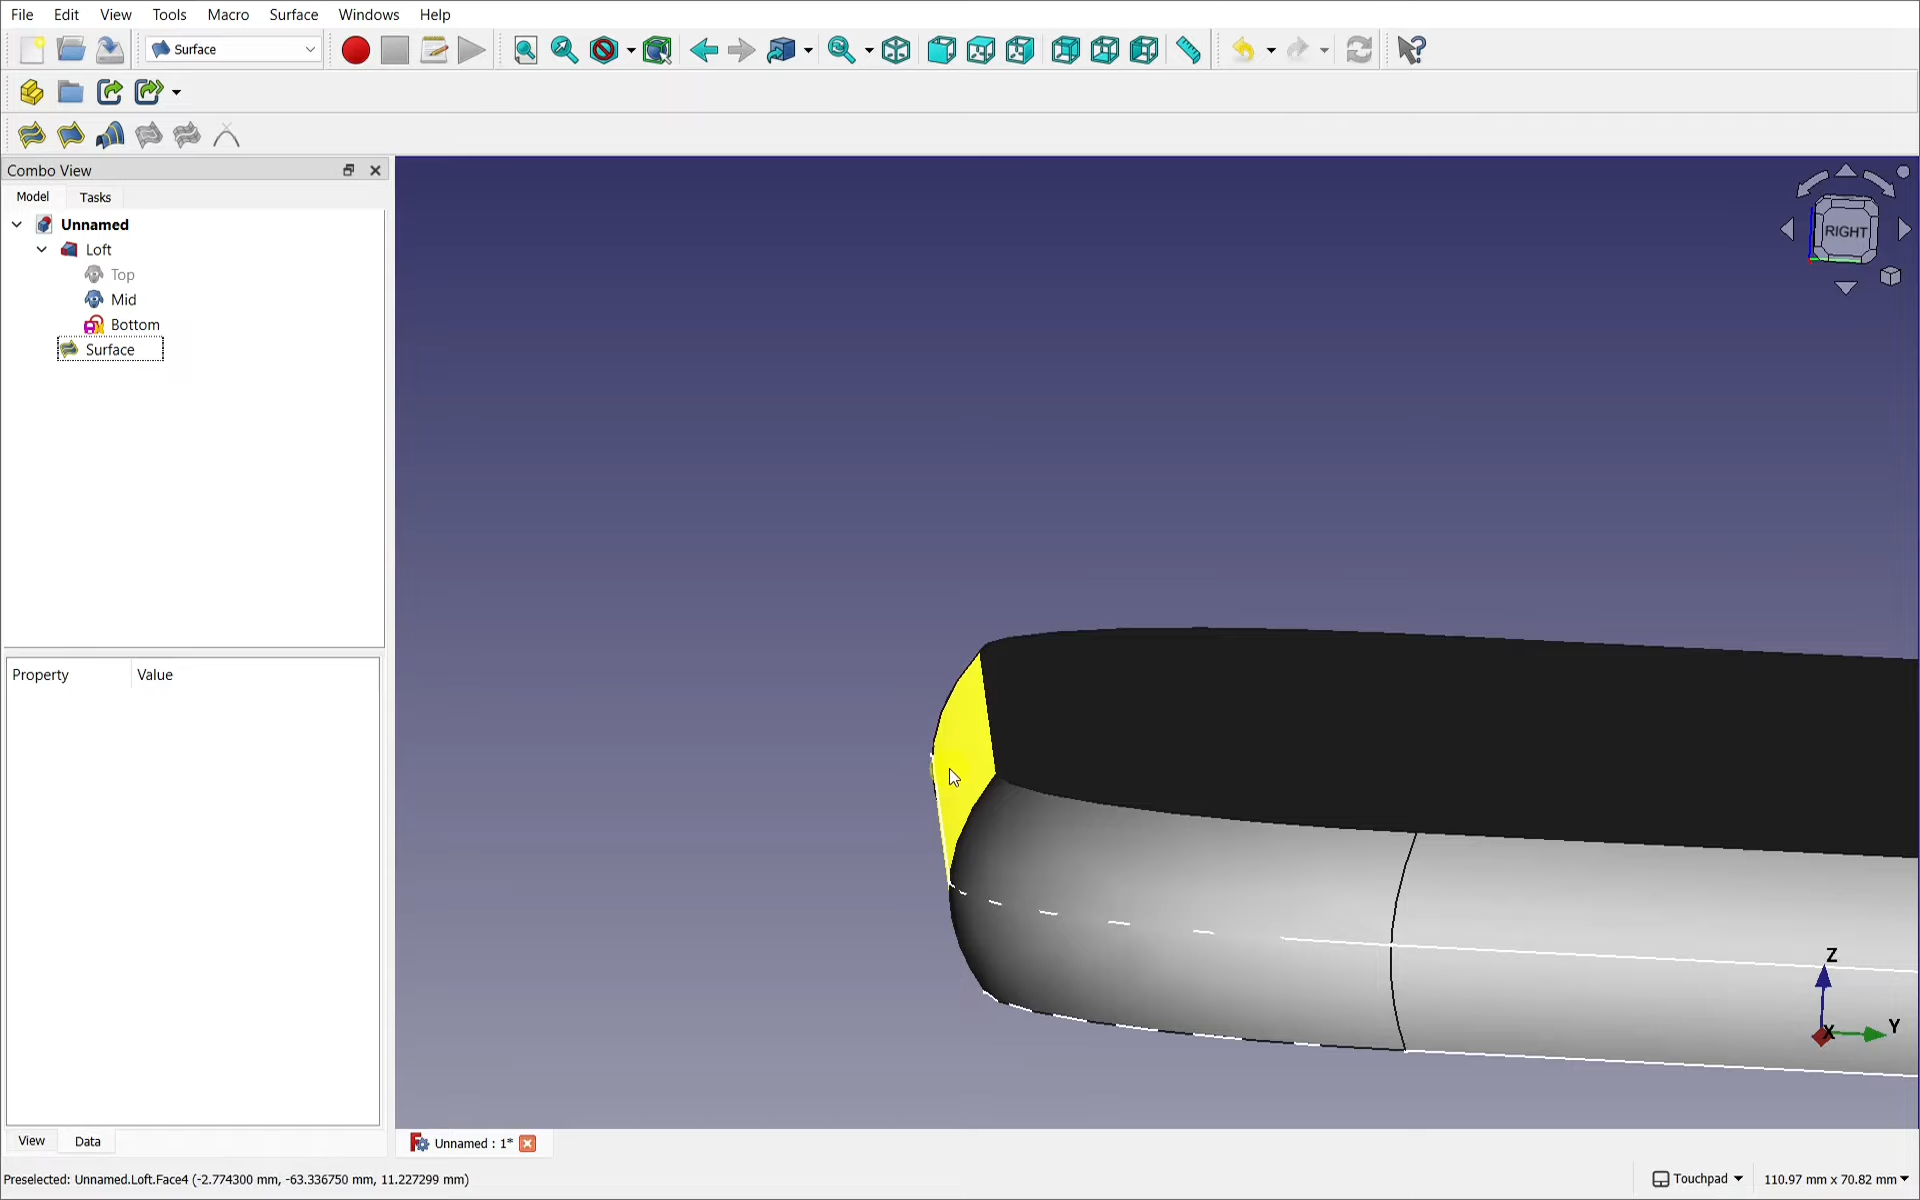 File Edit View Tools Macro Surface Windows Help
Surface
Combo View
Model Tasks
Unnamed
Loft
Top
Mid
Bottom
Surface
RIGHT
Property Value
Z
Y
X
View Data
Unnamed : 1*
Preselected: Unnamed.Loft.Face4 (-2.774300 mm, -63.336750 mm, 11.227299 mm)
Touchpad 110.97 mm x 70.82 mm